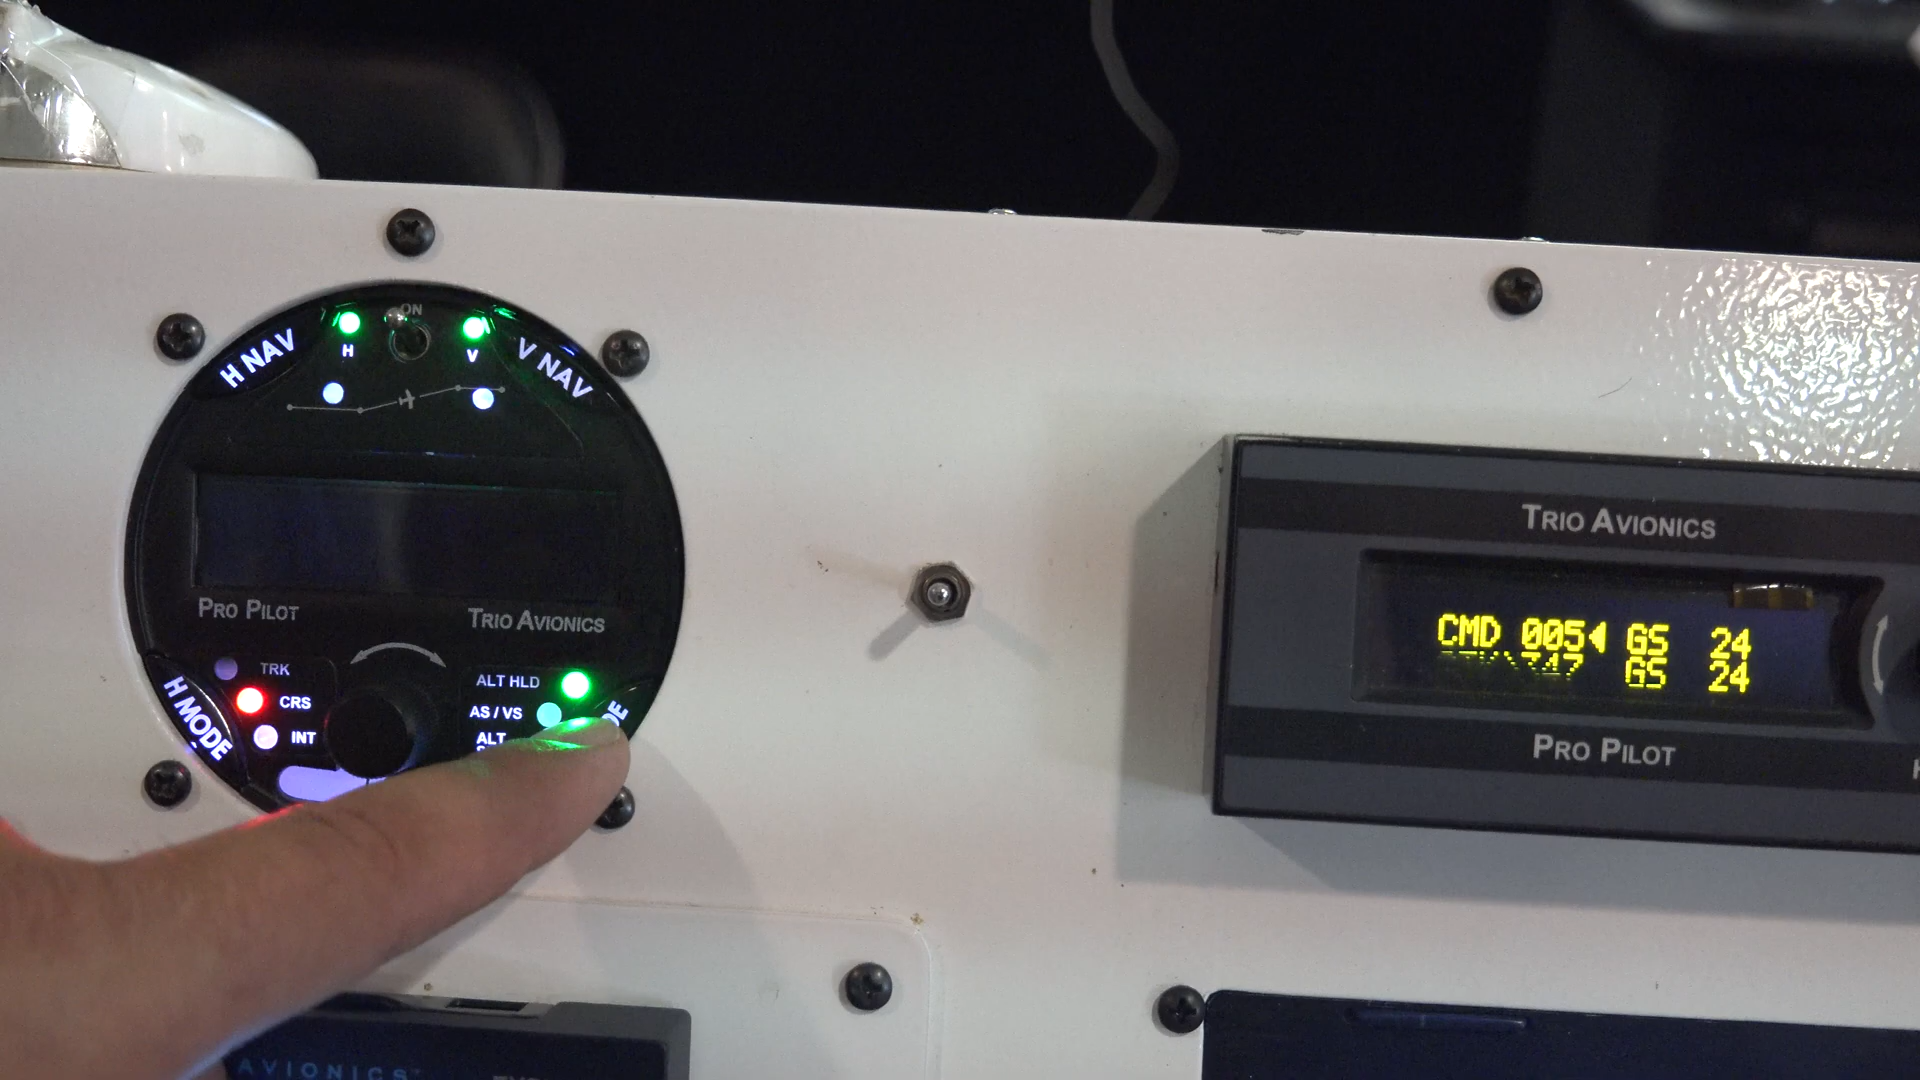 ON
H NAV
H
V
V NAV
PRO PILOT
TRIO AVIONICS
TRK
CRS
INT
H MODE
ALT HLD
AS / VS
ALT
TRIO AVIONICS
CMD 005 GS 24
GS 24
PRO PILOT
AVIONICS